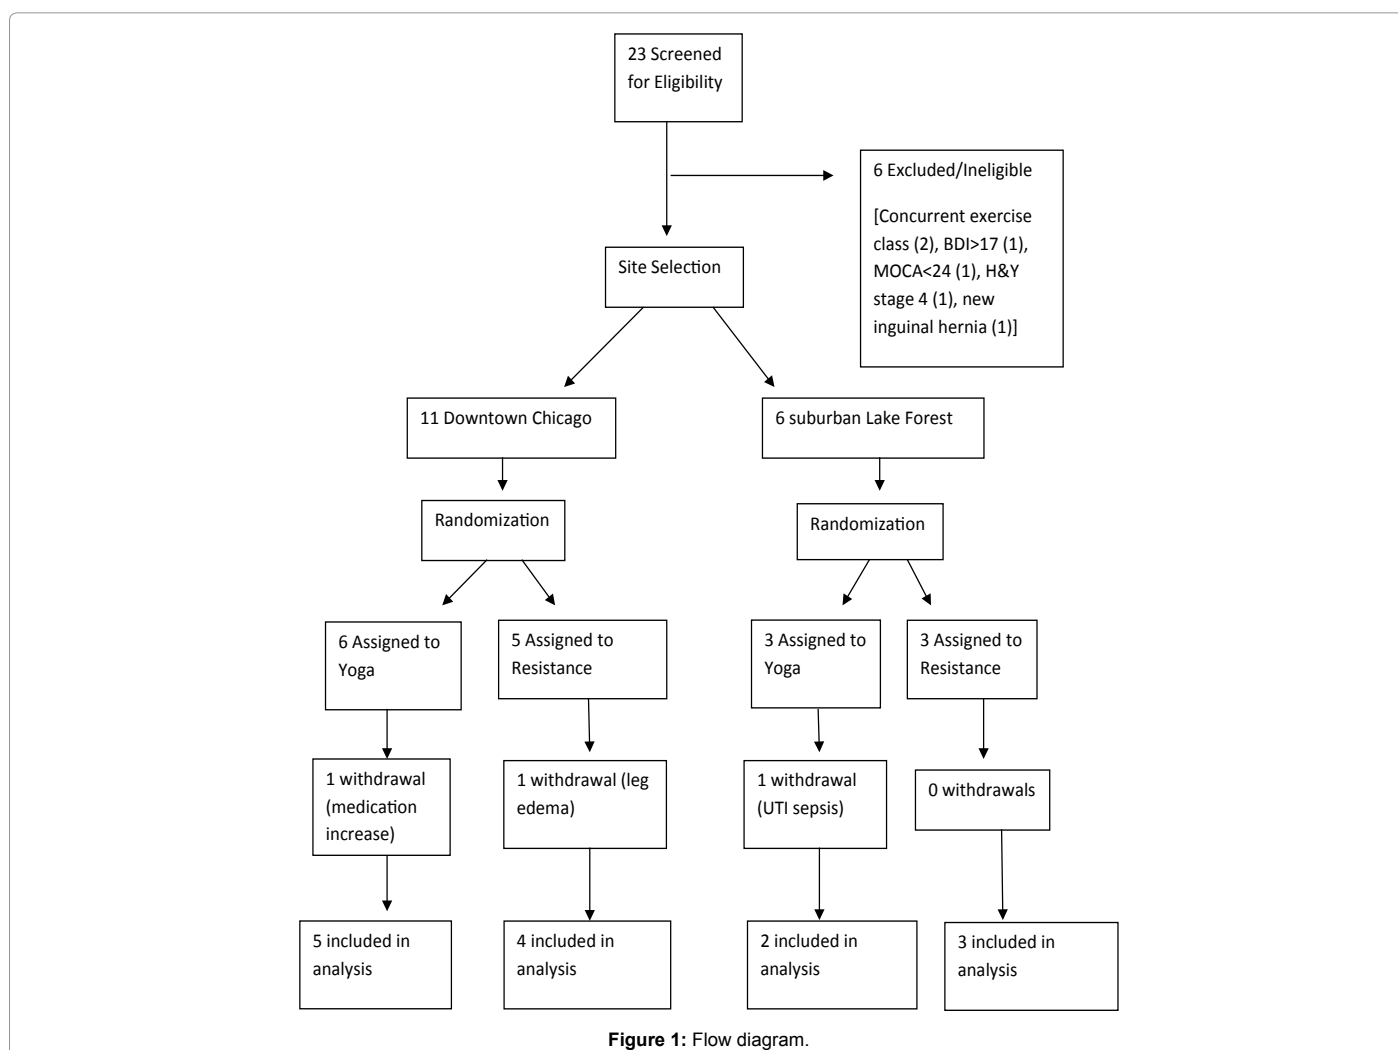 23 Screened
for Eligibility
6 Excluded/Ineligible
[Concurrent exercise
class (2), BDI>17 (1),
MOCA<24 (1), H&Y
stage 4 (1), new
inguinal hernia (1)]
Site Selection
11 Downtown Chicago
6 suburban Lake Forest
Randomization
Randomization
6 Assigned to
Yoga
5 Assigned to
Resistance
3 Assigned to
Yoga
3 Assigned to
Resistance
1 withdrawal
(medication
increase)
1 withdrawal (leg
edema)
1 withdrawal
(UTI sepsis)
0 withdrawals
5 included in
analysis
4 included in
analysis
2 included in
analysis
3 included in
analysis
Figure 1: Flow diagram.